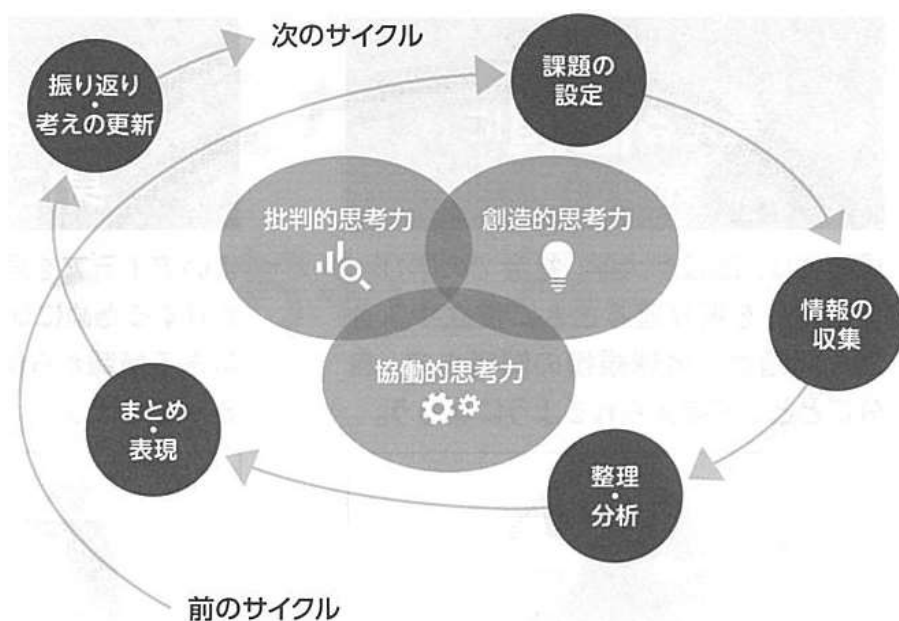 次のサイクル
課題の
設定
振り返り
・
考えの更新
批判的思考力
創造的思考力
協働的思考力
情報の
収集
まとめ
・
表現
整理
・
分析
前のサイクル